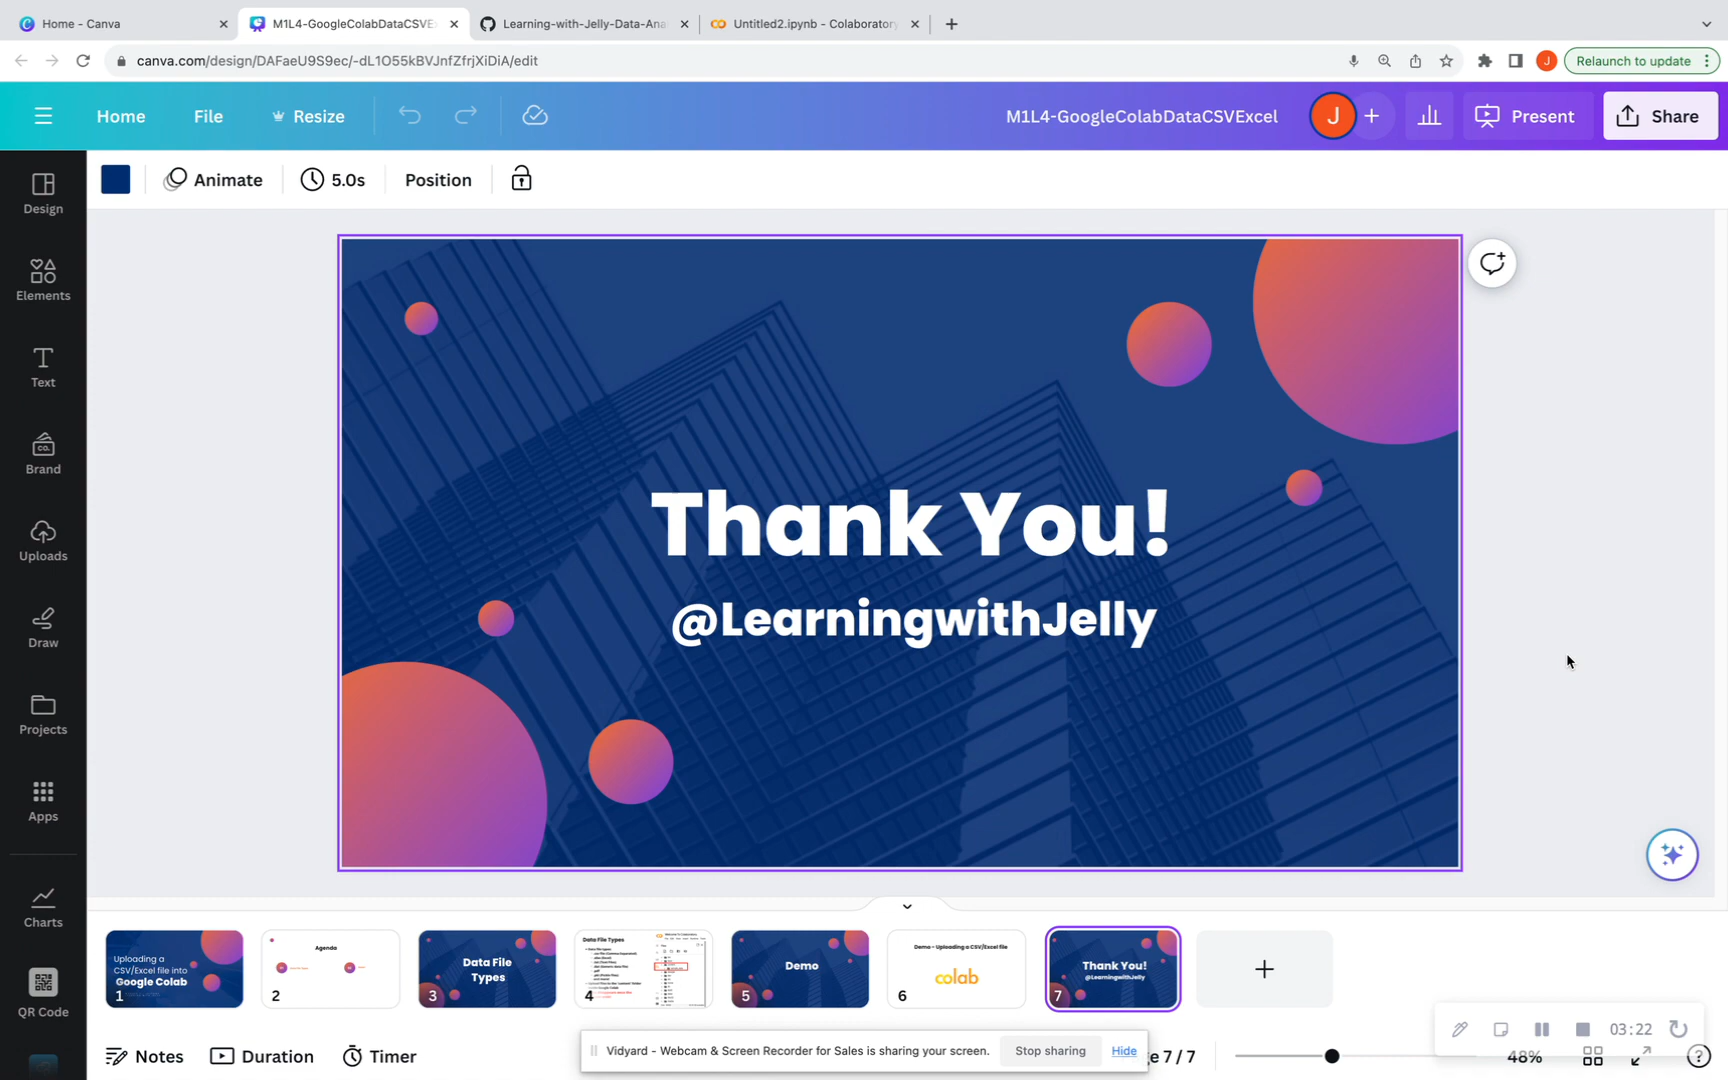 Home - Canva
M1L4-GoogleColabDataCSVE
Learning-with-Jelly-Data-Ana
Untitled2.ipynb - Colaboratory
canva.com/design/DAFaeU9S9ec/-dL1O55kBVJnfZfrjXiDiA/edit
J
Relaunch to update
Home
File
Resize
M1L4-GoogleColabDataCSVExcel
J
Present
Share
Animate
5.0s
Position
Design
Elements
Text
Brand
Uploads
Draw
Projects
Apps
Charts
QR Code
Thank You!
@LearningwithJelly
Uploading a
CSV/Excel file into
Google Colab
1
Agenda
2
Data File
Types
3
Data File Types
4
Demo
5
Demo - Uploading a CSV/Excel file
colab
6
Thank You!
@LearningwithJelly
7
Notes
Duration
Timer
Vidyard - Webcam & Screen Recorder for Sales is sharing your screen.
Stop sharing
Hide
e 7 / 7
48%
03:22